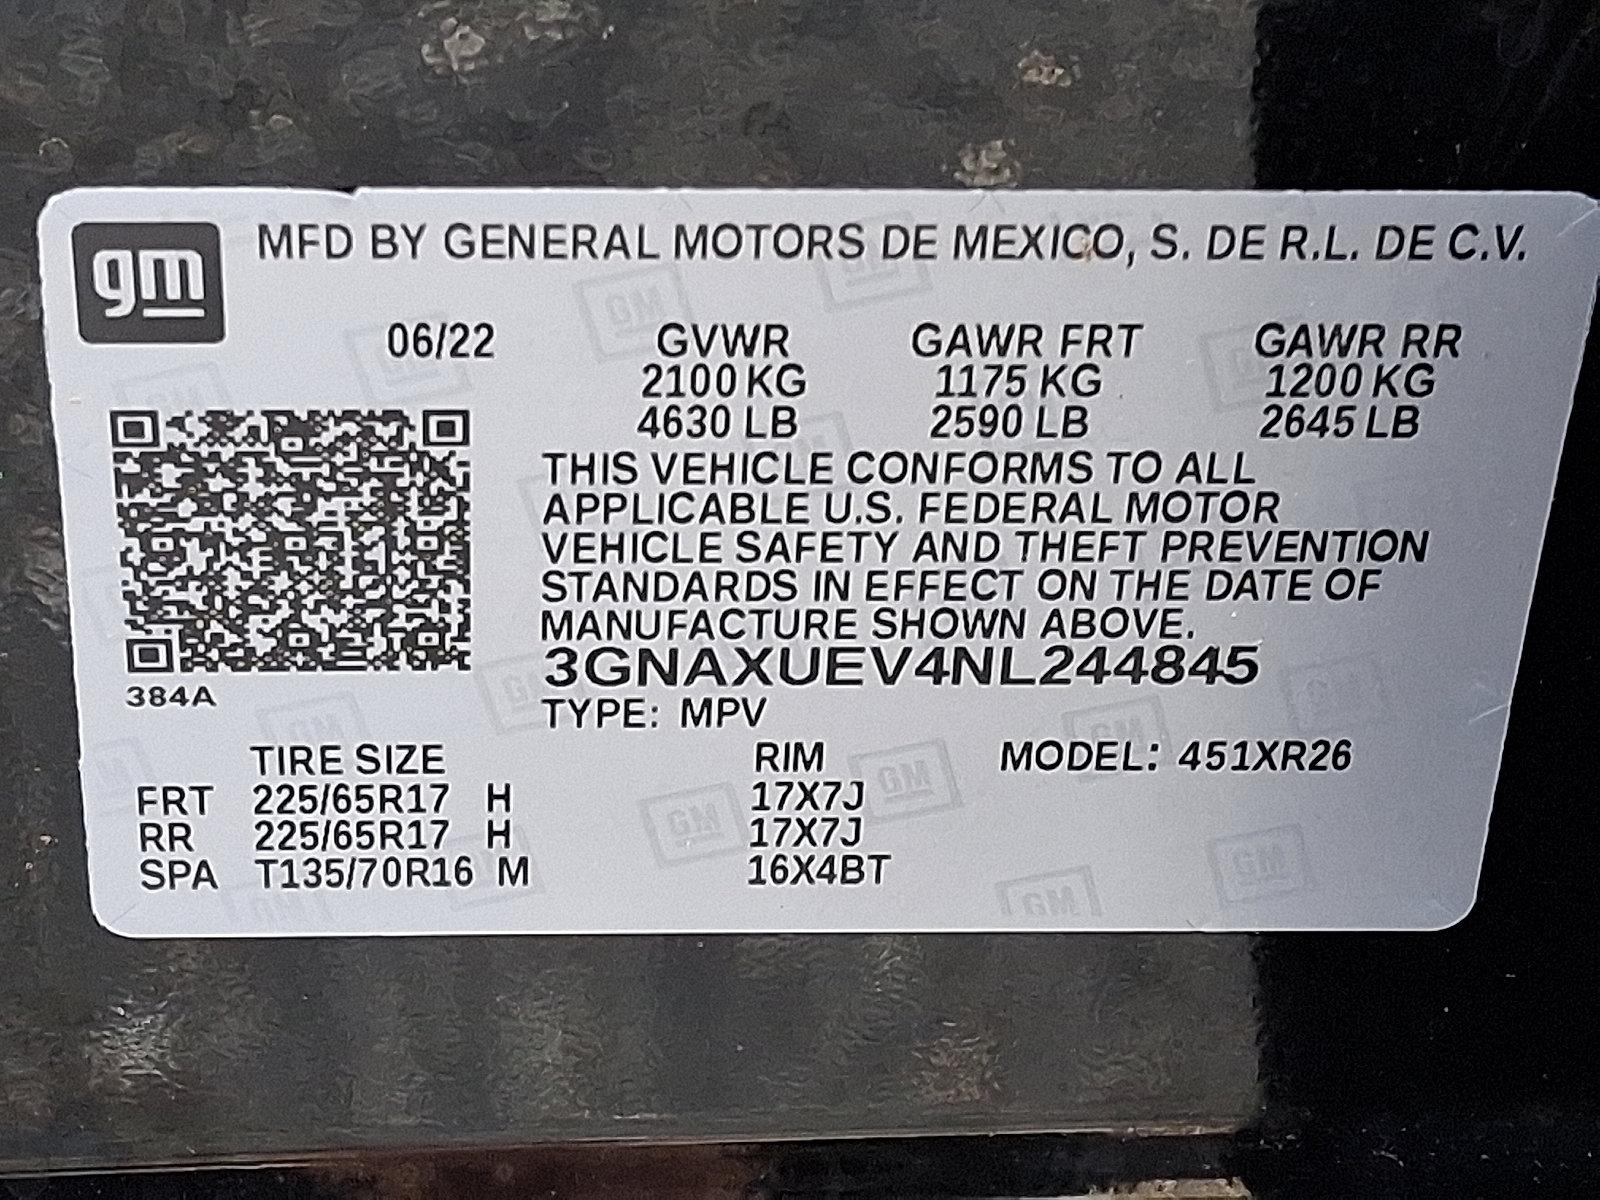 gm MFD BY GENERAL MOTORS DE MEXICO, S. DE R.L. DE C.V.
06/22 GVWR GAWR FRT GAWR RR
2100 KG 1175 KG 1200 KG
4630 LB 2590 LB 2645 LB
THIS VEHICLE CONFORMS TO ALL
APPLICABLE U.S. FEDERAL MOTOR
VEHICLE SAFETY AND THEFT PREVENTION
STANDARDS IN EFFECT ON THE DATE OF
MANUFACTURE SHOWN ABOVE.
3GNAXUEV4NL244845
384A
TYPE: MPV
TIRE SIZE RIM MODEL: 451XR26
FRT 225/65R17 H 17X7J
RR 225/65R17 H 17X7J
SPA T135/70R16 M 16X4BT